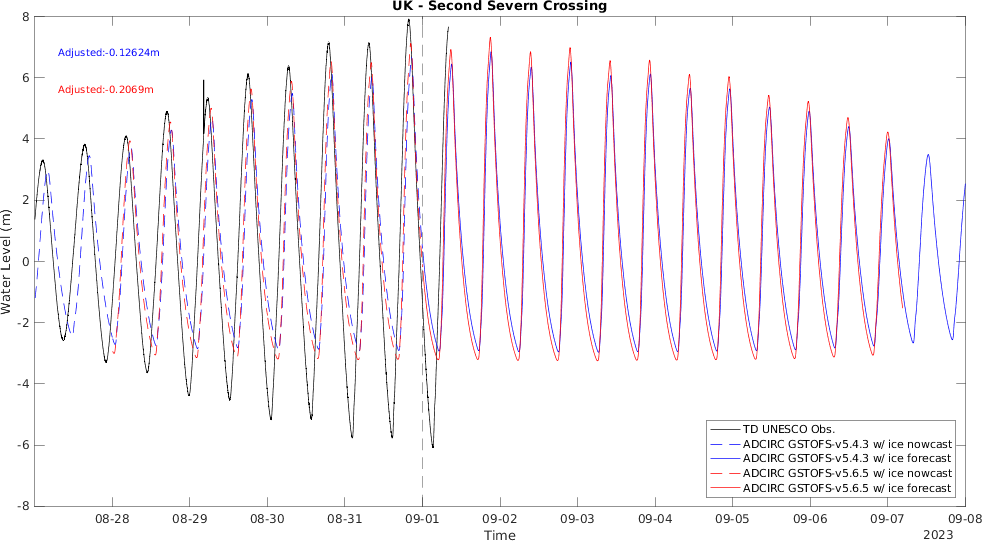 UK - Second Severn Crossing
8
6
4
2
0
-2
-4
-6
-8
Water Level (m)
Adjusted:-0.12624m
Adjusted:-0.2069m
TD UNESCO Obs.
ADCIRC GSTOFS-v5.4.3 w/ ice nowcast
ADCIRC GSTOFS-v5.4.3 w/ ice forecast
ADCIRC GSTOFS-v5.6.5 w/ ice nowcast
ADCIRC GSTOFS-v5.6.5 w/ ice forecast
08-28 08-29 08-30 08-31 09-01 09-02 09-03 09-04 09-05 09-06 09-07 09-08
Time
2023